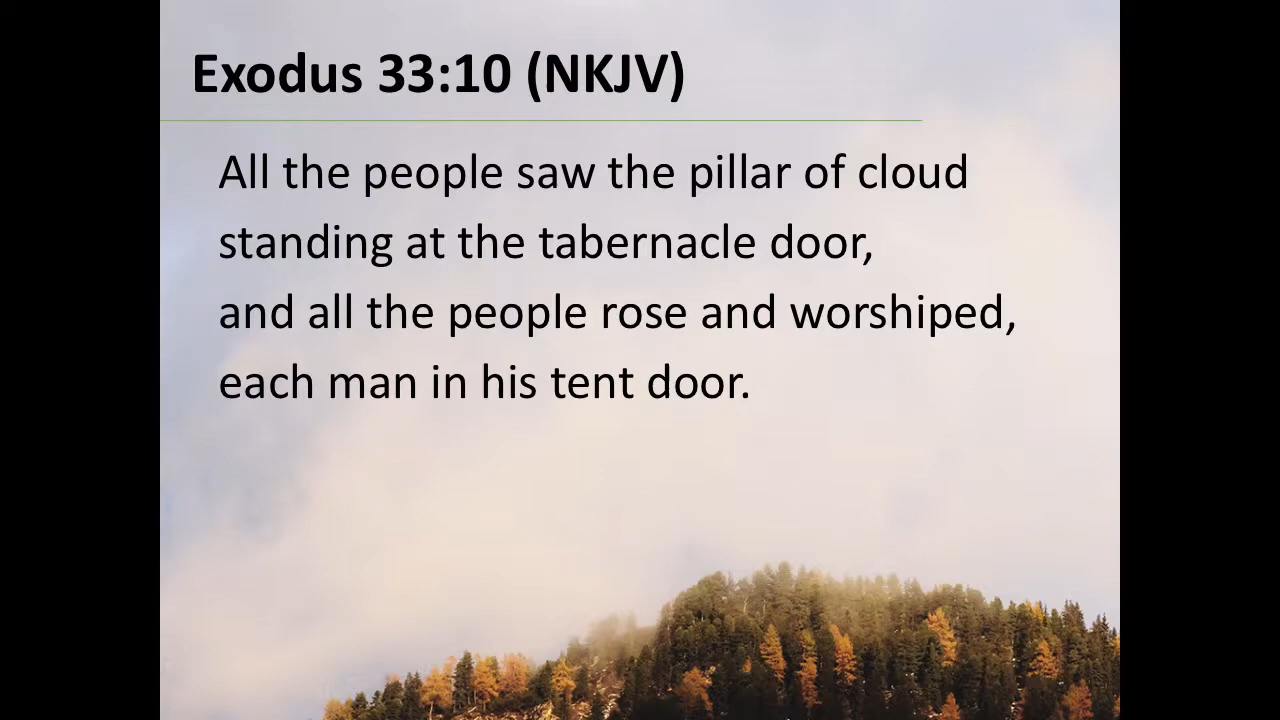 Exodus 33:10 (NKJV)
All the people saw the pillar of cloud
standing at the tabernacle door,
and all the people rose and worshiped,
each man in his tent door.